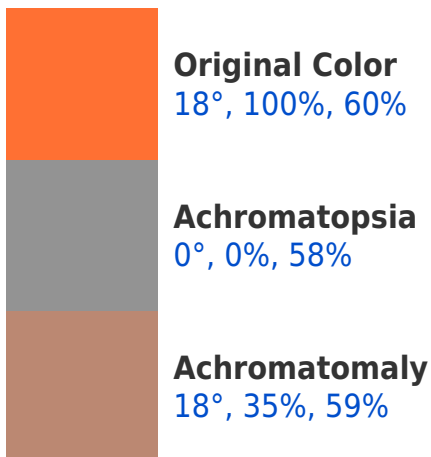 Original Color
18°, 100%, 60%
Achromatopsia
0°, 0%, 58%
Achromatomaly
18°, 35%, 59%